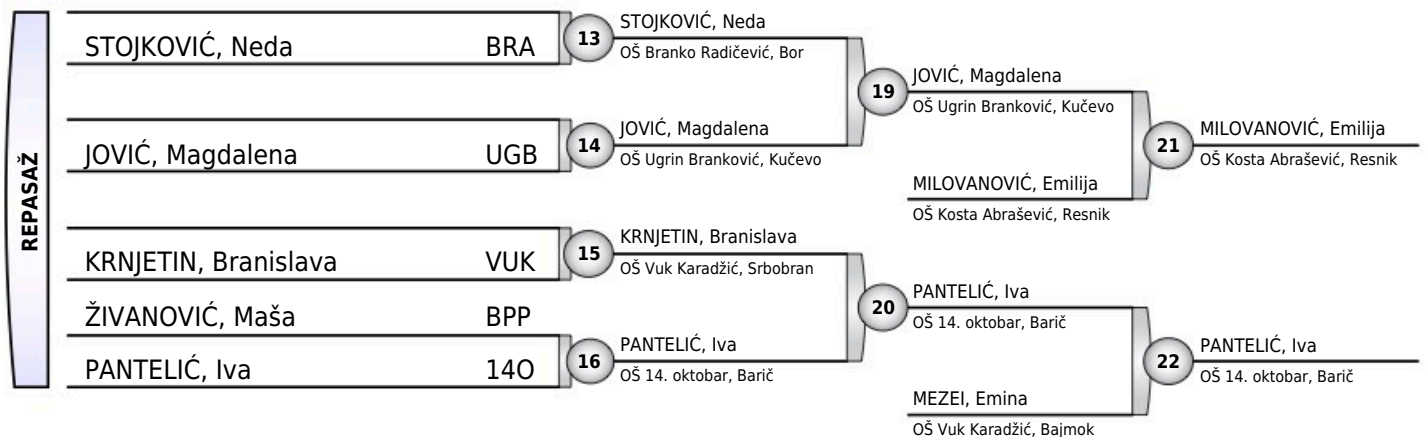 REPASAŽ
STOJKOVIĆ, Neda BRA
JOVIĆ, Magdalena UGB
KRNJETIN, Branislava VUK
ŽIVANOVIĆ, Maša BPP
PANTELIĆ, Iva 14O
13
STOJKOVIĆ, Neda
OŠ Branko Radičević, Bor
14
JOVIĆ, Magdalena
OŠ Ugrin Branković, Kučevo
15
KRNJETIN, Branislava
OŠ Vuk Karadžić, Srbobran
16
PANTELIĆ, Iva
OŠ 14. oktobar, Barič
19
JOVIĆ, Magdalena
OŠ Ugrin Branković, Kučevo
MILOVANOVIĆ, Emilija
OŠ Kosta Abrašević, Resnik
20
PANTELIĆ, Iva
OŠ 14. oktobar, Barič
MEZEI, Emina
OŠ Vuk Karadžić, Bajmok
21
MILOVANOVIĆ, Emilija
OŠ Kosta Abrašević, Resnik
22
PANTELIĆ, Iva
OŠ 14. oktobar, Barič